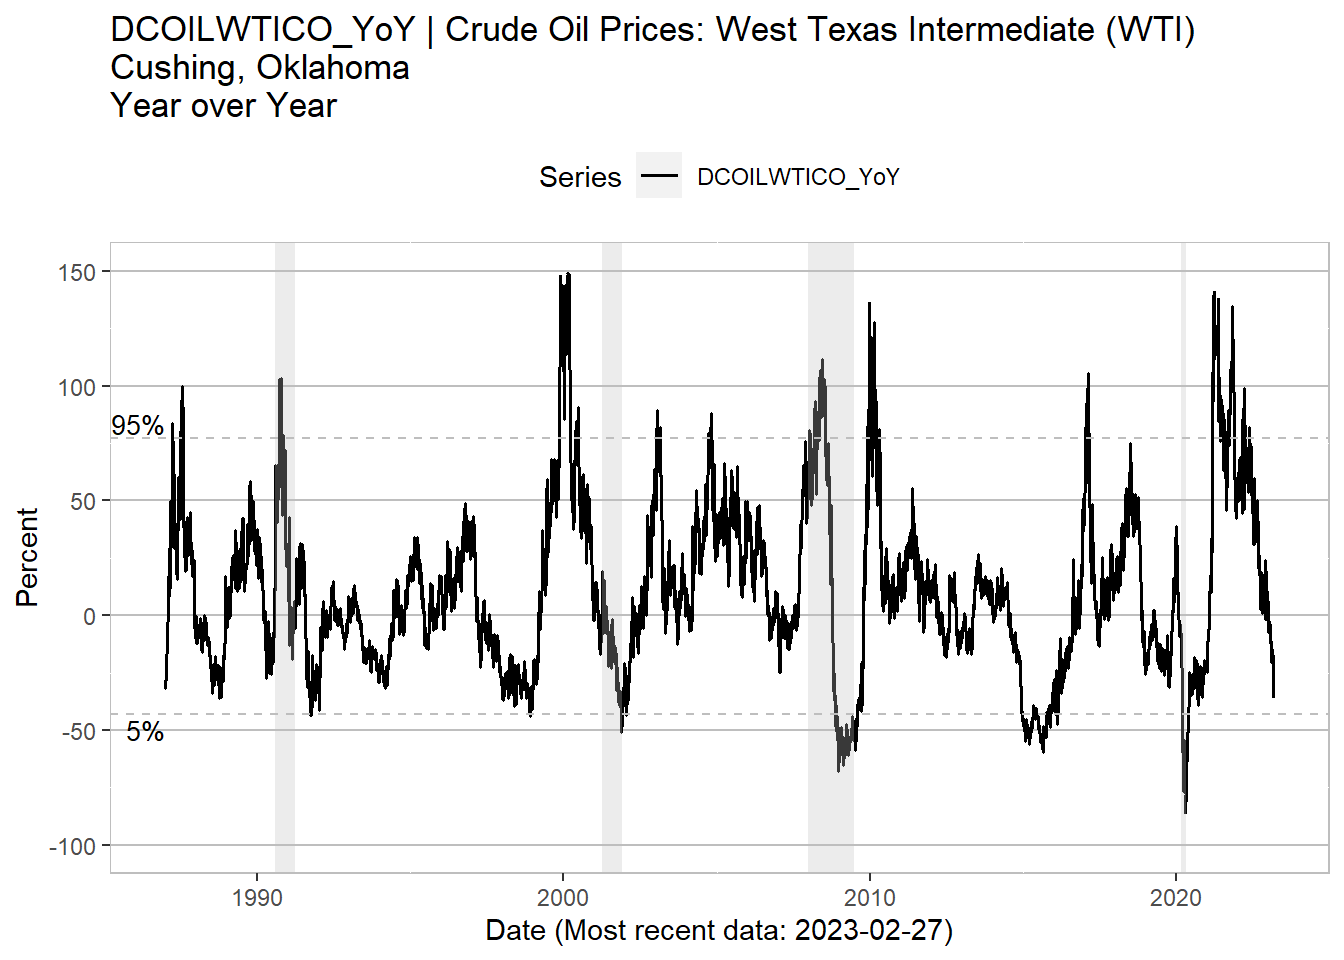 DCOILWTICO_YoY | Crude Oil Prices: West Texas Intermediate (WTI)
Cushing, Oklahoma
Year over Year
Series DCOILWTICO_YoY
150
100
95%
50
0
5%
-50
-100
Percent
1990 2000 2010 2020
Date (Most recent data: 2023-02-27)